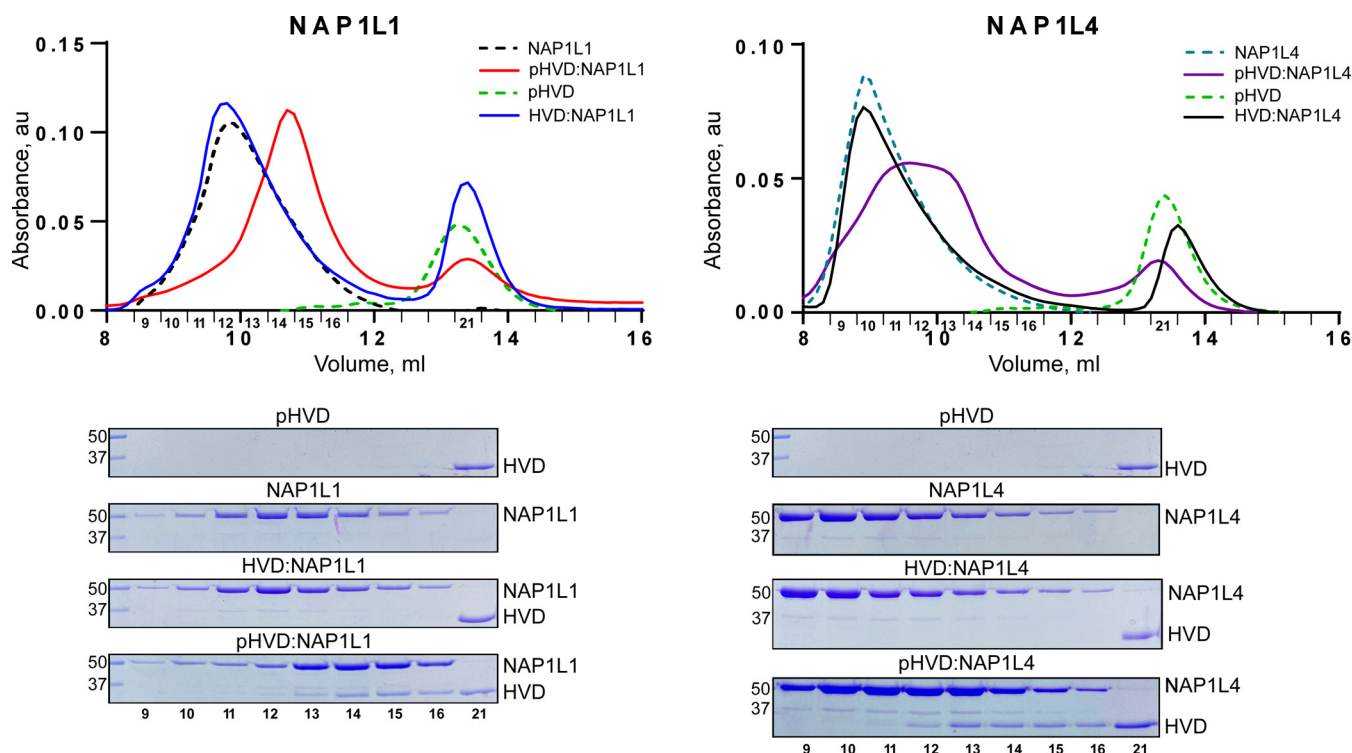 NAP1L1
0.15
0.10
0.05
0.00
Absorbance, au
NAP1L1
pHVD:NAP1L1
pHVD
HVD:NAP1L1
9 10 11 12 13 14 15 16 21
8 10 12 14 16
Volume, ml
NAP1L4
0.10
0.05
0.00
Absorbance, au
NAP1L4
pHVD:NAP1L4
pHVD
HVD:NAP1L4
9 10 11 12 13 14 15 16 21
8 10 12 14 16
Volume, ml
pHVD
50
37
HVD
NAP1L1
50
37
NAP1L1
HVD:NAP1L1
50
37
NAP1L1
HVD
pHVD:NAP1L1
50
37
NAP1L1
HVD
9 10 11 12 13 14 15 16 21
pHVD
50
37
HVD
NAP1L4
50
37
NAP1L4
HVD:NAP1L4
50
37
NAP1L4
HVD
pHVD:NAP1L4
50
37
NAP1L4
HVD
9 10 11 12 13 14 15 16 21